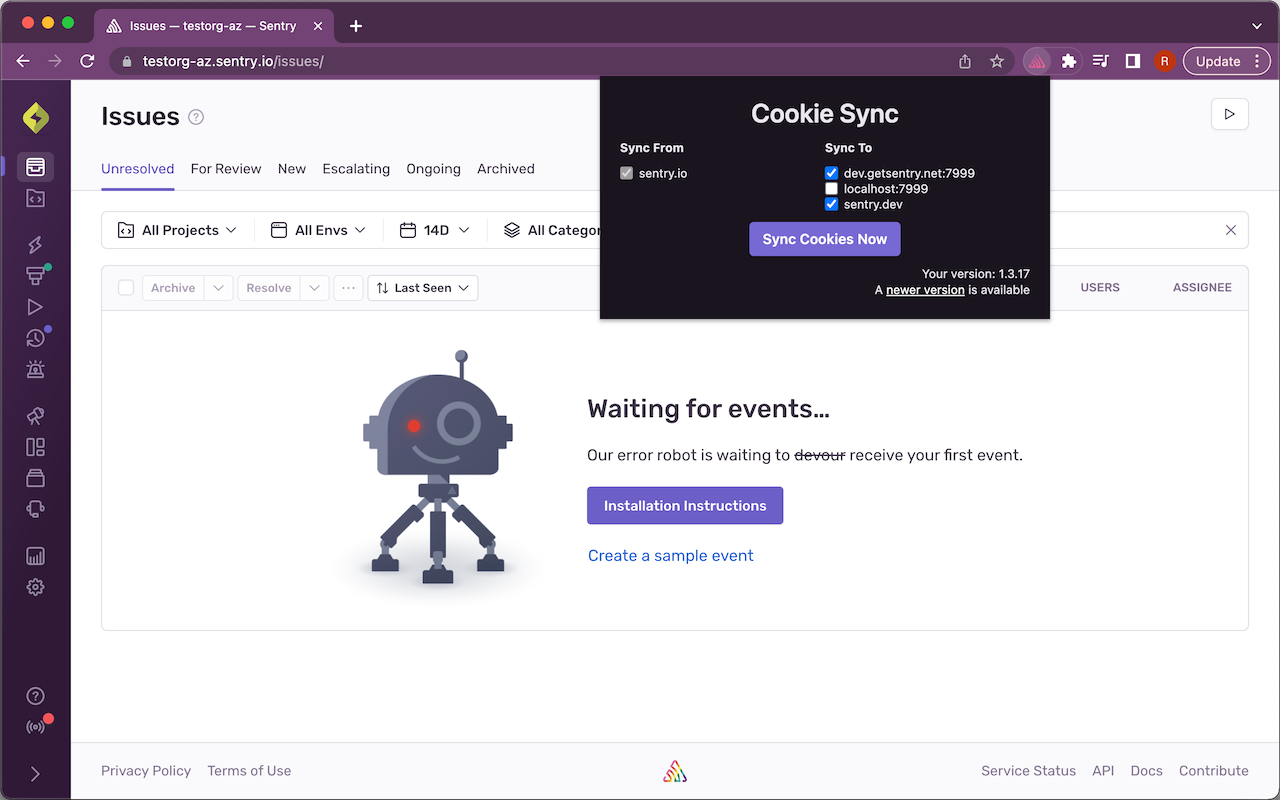 Issues — testorg-az — Sentry
testorg-az.sentry.io/issues/
R
Update
Issues
Cookie Sync
Sync From
Sync To
sentry.io
dev.getsentry.net:7999
localhost:7999
sentry.dev
Sync Cookies Now
Your version: 1.3.17
A newer version is available
Unresolved For Review New Escalating Ongoing Archived
All Projects All Envs 14D All Categor
Archive Resolve ... Last Seen USERS ASSIGNEE
Waiting for events…
Our error robot is waiting to devour receive your first event.
Installation Instructions
Create a sample event
Privacy Policy Terms of Use Service Status API Docs Contribute